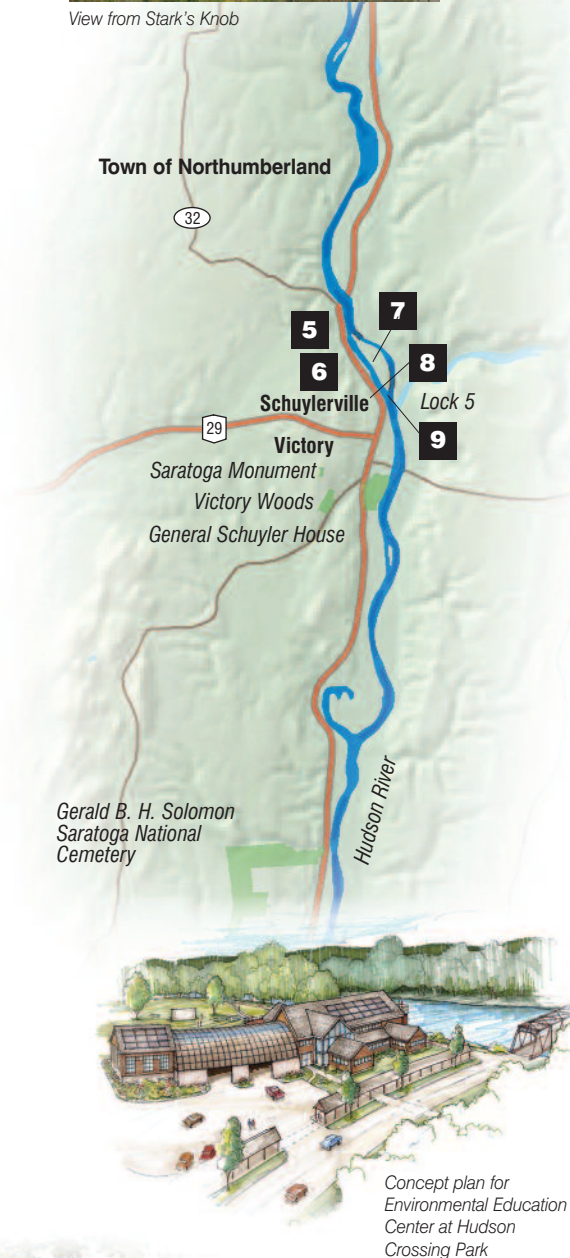 View from Stark's Knob
Town of Northumberland
32
7
5
8
6
Schuylerville
Lock 5
29
9
Victory
Saratoga Monument
Victory Woods
General Schuyler House
Hudson River
Gerald B. H. Solomon
Saratoga National
Cemetery
Concept plan for
Environmental Education
Center at Hudson
Crossing Park